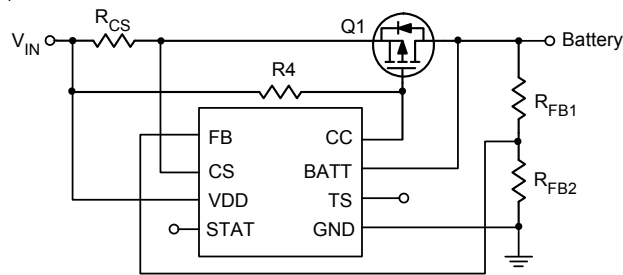 R_CS
Q1
V_IN
Battery
R4
R_FB1
FB
CC
CS
BATT
R_FB2
VDD
TS
STAT
GND